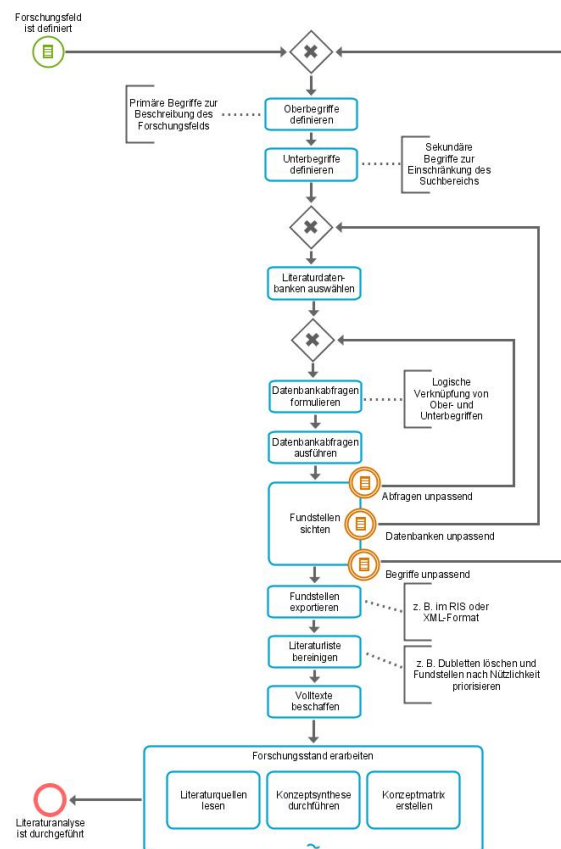 Forschungsfeld
ist definiert
Primäre Begriffe zur
Beschreibung des
Forschungsfelds
Oberbegriffe
definieren
Unterbegriffe
definieren
Sekundäre
Begriffe zur
Einschränkung des
Suchbereichs
Literaturdaten-
banken auswählen
Datenbankabfragen
formulieren
Logische
Verknüpfung von
Ober- und
Unterbegriffen
Datenbankabfragen
ausführen
Fundstellen
sichten
Abfragen unpassend
Datenbanken unpassend
Begriffe unpassend
Fundstellen
exportieren
z. B. im RIS oder
XML-Format
Literaturliste
bereinigen
z. B. Dubletten löschen und
Fundstellen nach Nützlichkeit
priorisieren
Volltexte
beschaffen
Forschungsstand erarbeiten
Literaturquellen
lesen
Konzeptsynthese
durchführen
Konzeptmatrix
erstellen
Literaturanalyse
ist durchgeführt